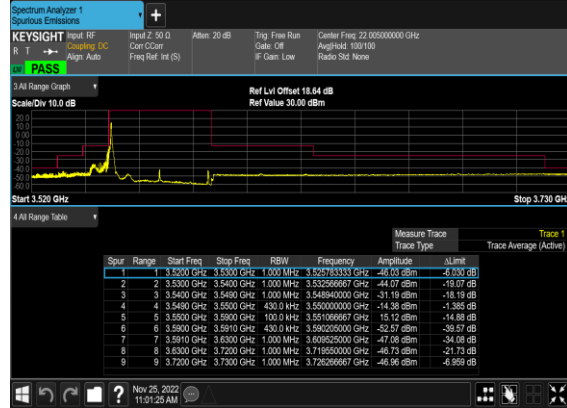 Spectrum Analyzer 1
Spurious Emissions
+
KEYSIGHT Input: RF Input Z: 50 Ω Atten: 20 dB Trig: Free Run Center Freq: 22.005000000 GHz
R T Coupling: DC Corr CCorr Gate: Off Avg|Hold: 100/100
Align: Auto Freq Ref: Int (S) IF Gain: Low Radio Std: None
PASS
3 All Range Graph
Ref Lvl Offset 18.64 dB
Scale/Div 10.0 dB Ref Value 30.00 dBm
20.0
10.0
0.00
-10.0
-20.0
-30.0
-40.0
-50.0
-60.0
Start 3.520 GHz Stop 3.730 GH
4 All Range Table
Measure Trace Trace 1
Trace Type Trace Average (Active)
Spur Range Start Freq Stop Freq RBW Frequency Amplitude ΔLimit
1 1 3.5200 GHz 3.5300 GHz 1.000 MHz 3.525783333 GHz -46.03 dBm -6.030 dB
2 2 3.5300 GHz 3.5400 GHz 1.000 MHz 3.532566667 GHz -44.07 dBm -19.07 dB
3 3 3.5400 GHz 3.5490 GHz 1.000 MHz 3.548940000 GHz -31.19 dBm -18.19 dB
4 4 3.5490 GHz 3.5500 GHz 430.0 kHz 3.550000000 GHz -14.38 dBm -1.385 dB
5 5 3.5500 GHz 3.5900 GHz 100.0 kHz 3.551066667 GHz 15.12 dBm -14.88 dB
6 6 3.5900 GHz 3.5910 GHz 430.0 kHz 3.590205000 GHz -52.57 dBm -39.57 dB
7 7 3.5910 GHz 3.6300 GHz 1.000 MHz 3.609525000 GHz -47.08 dBm -34.08 dB
8 8 3.6300 GHz 3.7200 GHz 1.000 MHz 3.719550000 GHz -46.73 dBm -21.73 dB
9 9 3.7200 GHz 3.7300 GHz 1.000 MHz 3.726266667 GHz -46.96 dBm -6.959 dB
? Nov 25, 2022
11:01:25 AM